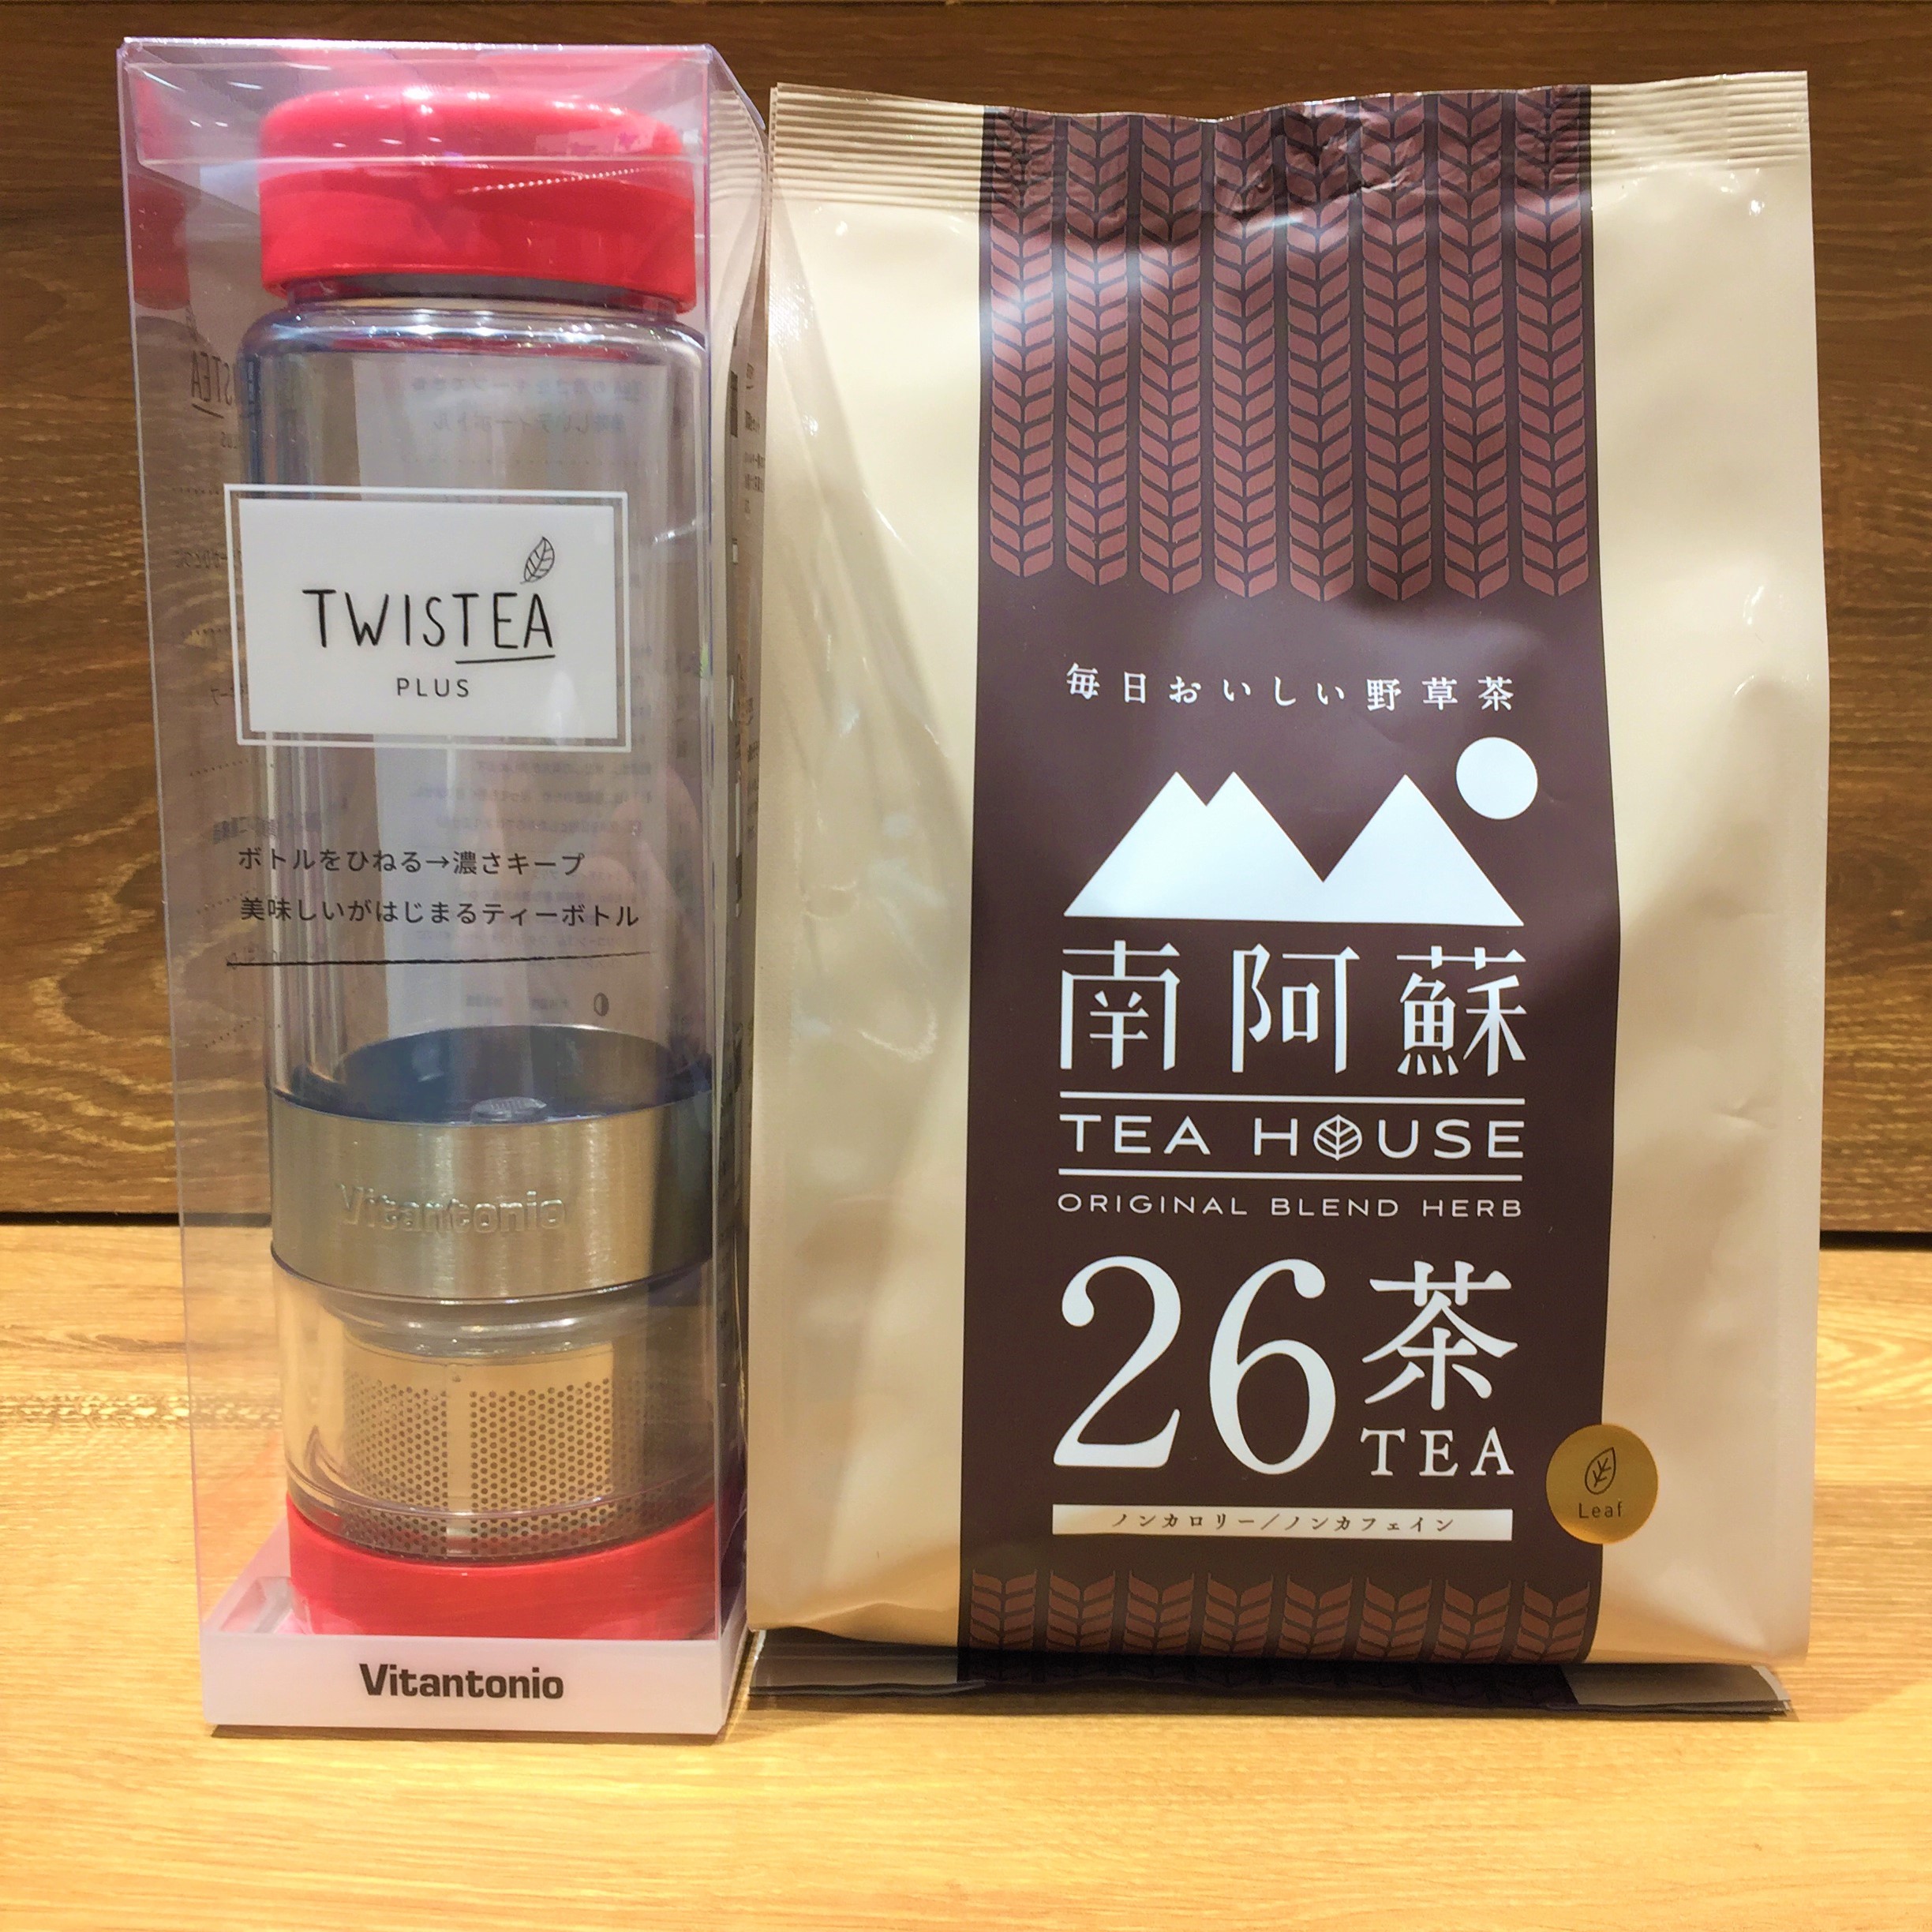 TWISTEA
PLUS
ボトルをひねる→濃さキープ
美味しいがはじまるティーボトル
Vitantonio
Vitantonio
毎日おいしい野草茶
南阿蘇
TEA HOUSE
ORIGINAL BLEND HERB
26茶
TEA
ノンカロリー/ノンカフェイン
Leaf